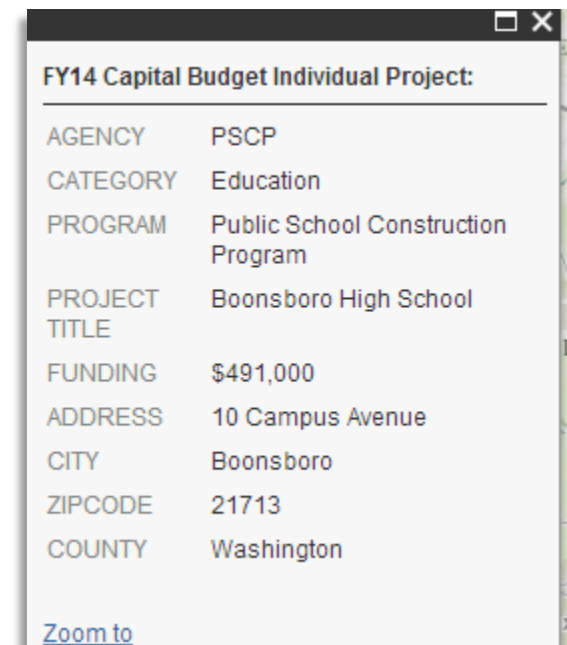 FY14 Capital Budget Individual Project:
AGENCY PSCP
CATEGORY Education
PROGRAM Public School Construction
Program
PROJECT Boonsboro High School
TITLE
FUNDING $491,000
ADDRESS 10 Campus Avenue
CITY Boonsboro
ZIPCODE 21713
COUNTY Washington
Zoom to